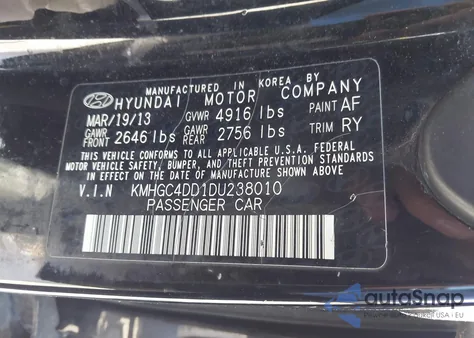 MANUFACTURED IN KOREA BY
HYUNDAI MOTOR COMPANY
MAR/19/13 GVWR 4916 lbs PAINT AF
GAWR FRONT 2646 lbs GAWR REAR 2756 lbs TRIM RY
THIS VEHICLE CONFORMS TO ALL APPLICABLE U.S.A. FEDERAL
MOTOR VEHICLE SAFETY, BUMPER, AND THEFT PREVENTION
STANDARDS IN EFFECT ON THE DATE OF MANUFACTURE SHOWN ABOVE
V.I.N KMHGC4DD1DU238010
PASSENGER CAR
autoSnap
USA | EU